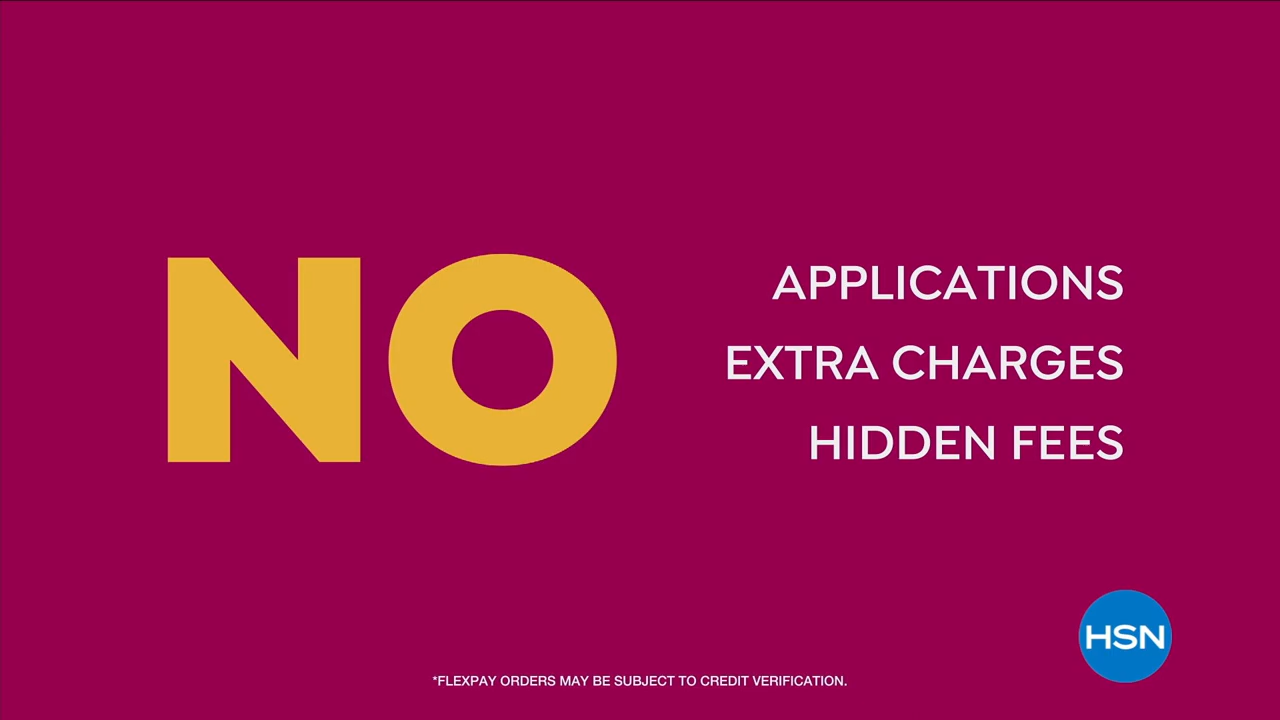 NO
APPLICATIONS
EXTRA CHARGES
HIDDEN FEES
HSN
*FLEXPAY ORDERS MAY BE SUBJECT TO CREDIT VERIFICATION.